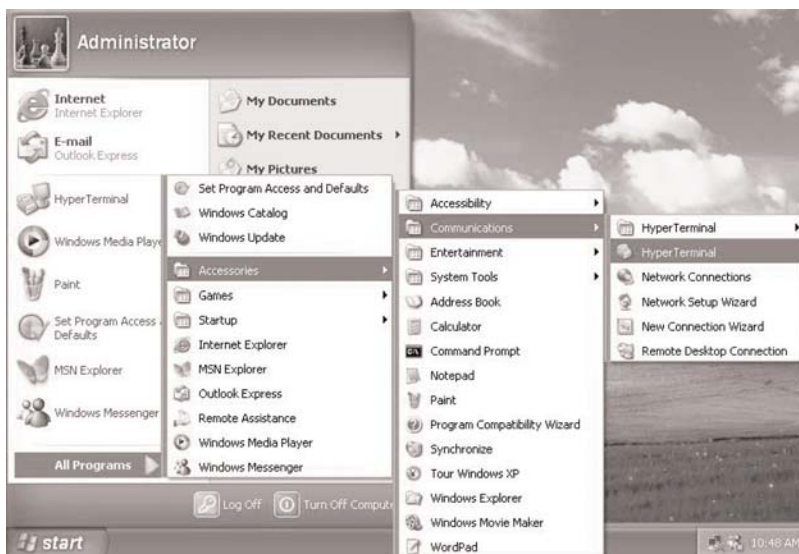 Administrator
Internet
Internet Explorer
E-mail
Outlook Express
HyperTerminal
Windows Media Playe
Paint
Set Program Access
Defaults
MSN Explorer
Windows Messenger
All Programs
My Documents
My Recent Documents
My Pictures
Set Program Access and Defaults
Windows Catalog
Windows Update
Accessories
Games
Startup
Internet Explorer
MSN Explorer
Outlook Express
Remote Assistance
Windows Media Player
Windows Messenger
Accessibility
Communications
Entertainment
System Tools
Address Book
Calculator
Command Prompt
Notepad
Paint
Program Compatibility Wizard
Synchronize
Tour Windows XP
Windows Explorer
Windows Movie Maker
WordPad
HyperTerminal
HyperTerminal
Network Connections
Network Setup Wizard
New Connection Wizard
Remote Desktop Connection
Log Off
Turn Off Compute
start
10:48 AM